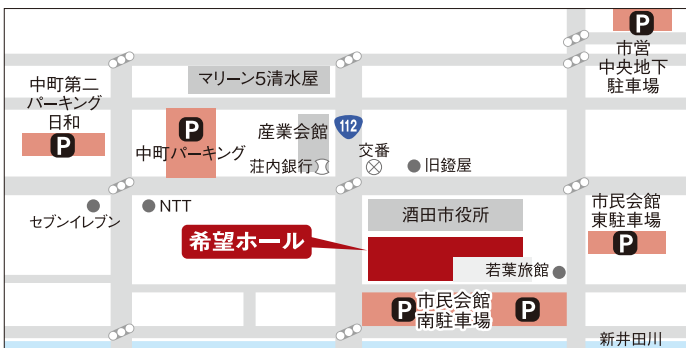 P
市営
中央地下
駐車場
マリーン5清水屋
中町第二
パーキング
日和
P
P
中町パーキング
産業会館
112
荘内銀行
交番
旧鐙屋
セブンイレブン
NTT
酒田市役所
市民会館
東駐車場
P
希望ホール
若葉旅館
P
市民会館
南駐車場
P
新井田川